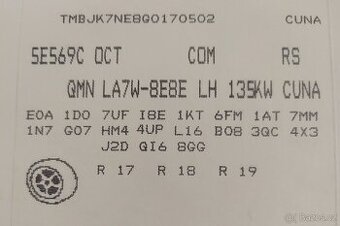 TMBJK7NE8G0170502 CUNA
5E569C OCT COM RS
QMN LA7W-8E8E LH 135KW CUNA
E0A 1D0 7UF I8E 1KT 6FM 1AT 7MM
1N7 G07 HM4 4UP L16 B08 3QC 4X3
J2D QI6 8GG
R 17 R 18 R 19